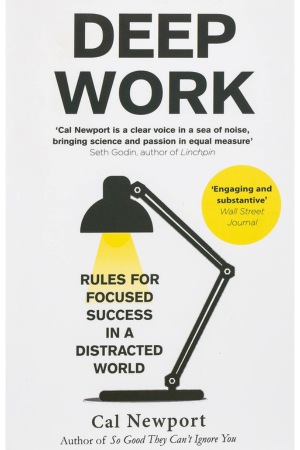 DEEP
WORK
‘Cal Newport is a clear voice in a sea of noise,
bringing science and passion in equal measure’
Seth Godin, author of Linchpin
‘Engaging and
substantive’
Wall Street
Journal
RULES FOR
FOCUSED
SUCCESS
IN A
DISTRACTED
WORLD
Cal Newport
Author of So Good They Can't Ignore You